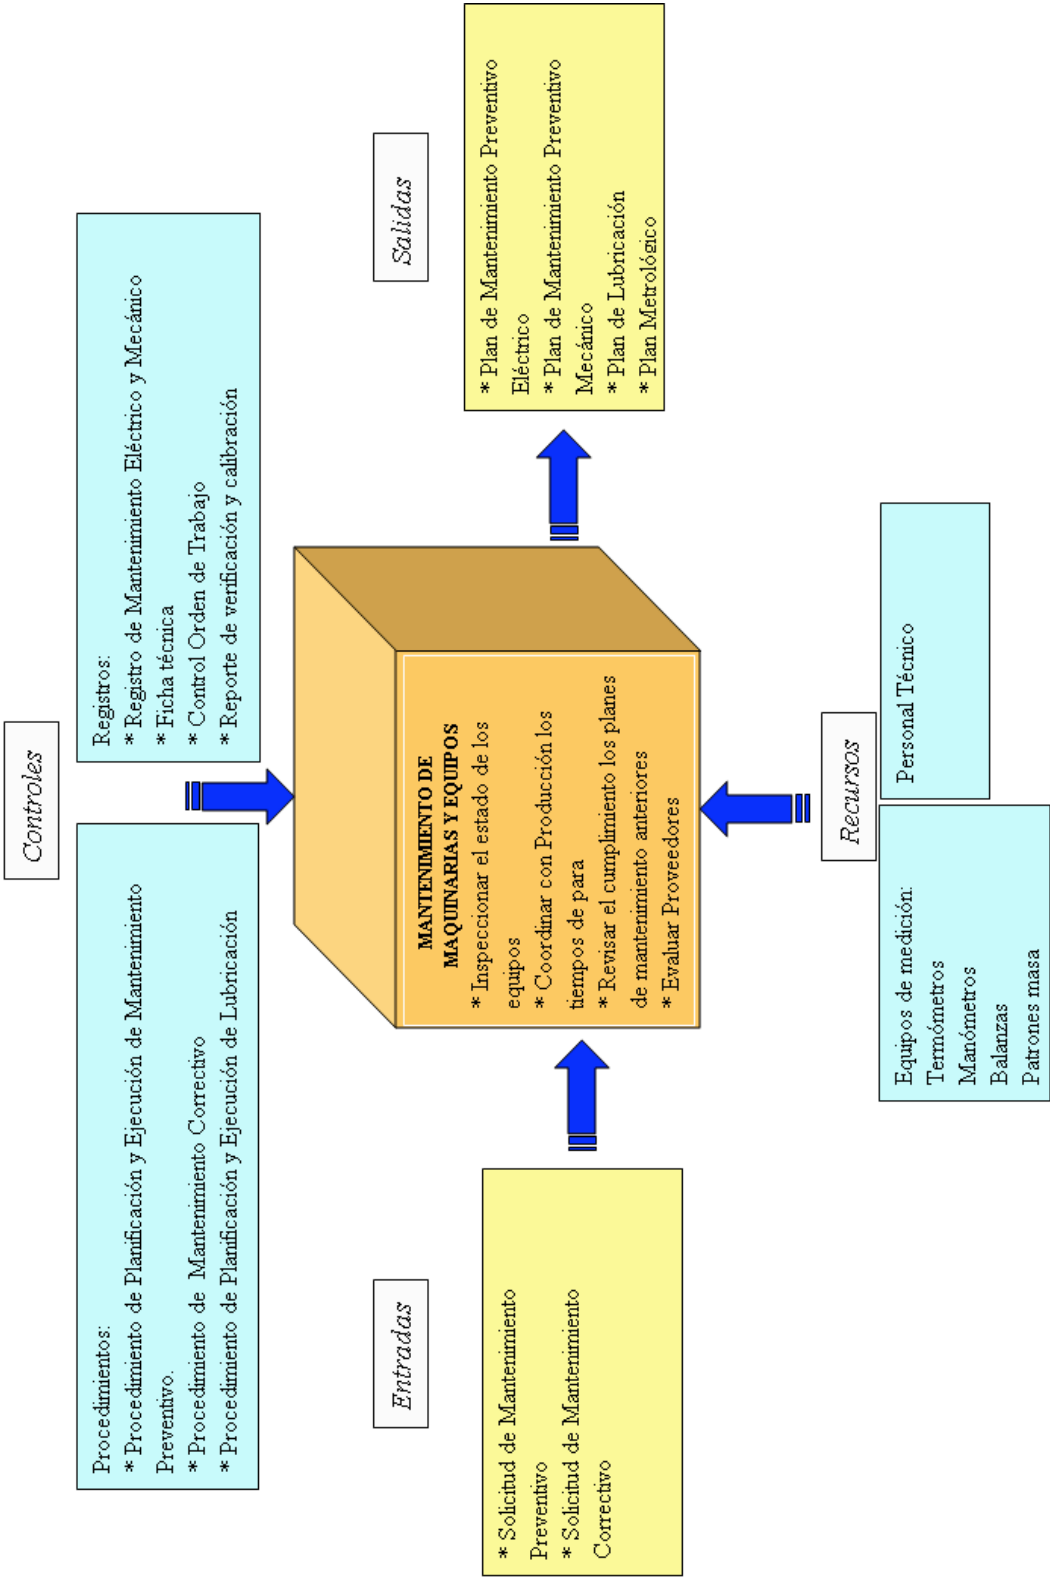 Controles
Procedimientos:
* Procedimiento de Planificación y Ejecución de Mantenimiento
Preventivo.
* Procedimiento de Mantenimiento Correctivo
* Procedimiento de Planificación y Ejecución de Lubricación
Registros:
* Registro de Mantenimiento Eléctrico y Mecánico
* Ficha técnica
* Control Orden de Trabajo
* Reporte de verificación y calibración
Entradas
* Solicitud de Mantenimiento
Preventivo
* Solicitud de Mantenimiento
Correctivo
MANTENIMIENTO DE
MAQUINARIAS Y EQUIPOS
* Inspeccionar el estado de los
equipos
* Coordinar con Producción los
tiempos de para
* Revisar el cumplimiento los planes
de mantenimiento anteriores
* Evaluar Proveedores
Salidas
* Plan de Mantenimiento Preventivo
Eléctrico
* Plan de Mantenimiento Preventivo
Mecánico
* Plan de Lubricación
* Plan Metrológico
Recursos
Equipos de medición:
Termómetros
Manómetros
Balanzas
Patrones masa
Personal Técnico